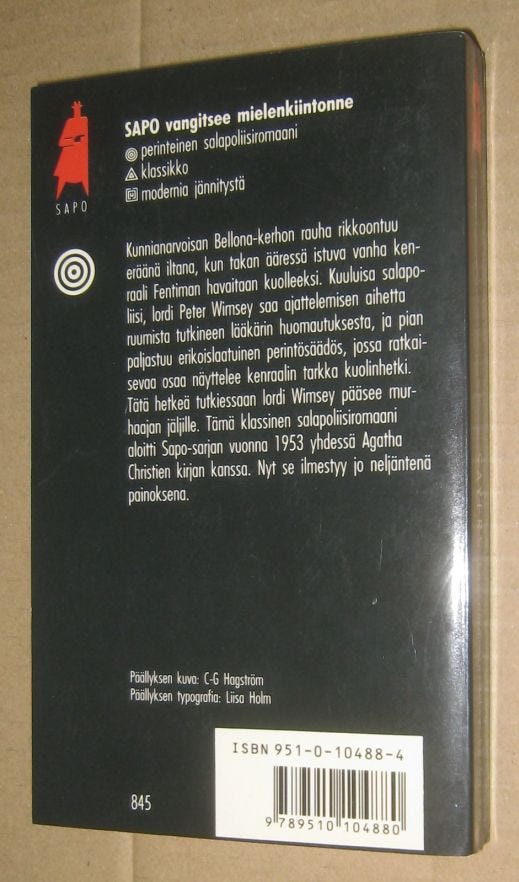 SAPO vangitsee mielenkiintonne
perinteinen salapoliisiromaani
klassikko
modernia jännitystä
SAPO
Kunnianarvoisan Bellona-kerhon rauha rikkoontuu
eräänä iltana, kun takan ääressä istuva vanha ken-
raali Fentiman havaitaan kuolleeksi. Kuuluisa salapo-
liisi, lordi Peter Wimsey saa ajattelemisen aihetta
ruumista tutkineen lääkärin huomautuksesta, ja pian
paljastuu erikoislaatuinen perintösäädös, jossa ratkai-
sevaa osaa näyttelee kenraalin tarkka kuolinhetki.
Tätä hetkeä tutkiessaan lordi Wimsey pääsee mur-
haajan jäljille. Tämä klassinen salapoliisiromaani
aloitti Sapo-sarjan vuonna 1953 yhdessä Agatha
Christien kirjan kanssa. Nyt se ilmestyy jo neljäntenä
painoksena.
Päällyksen kuva: C-G Hagström
Päällyksen typografia: Liisa Holm
ISBN 951-0-10488-4
9 789510 104880
845